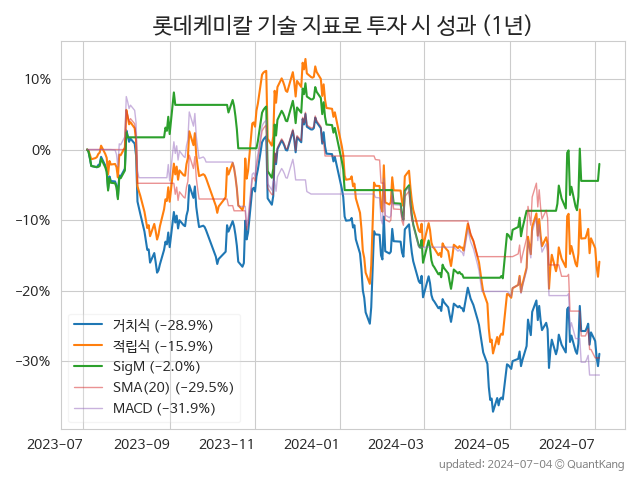 롯데케미칼 기술 지표로 투자 시 성과 (1년)
10%
0%
−10%
−20%
−30%
거치식 (−28.9%)
적립식 (−15.9%)
SigM (−2.0%)
SMA(20) (−29.5%)
MACD (−31.9%)
2023-07
2023-09
2023-11
2024-01
2024-03
2024-05
2024-07
updated: 2024-07-04 © QuantKang